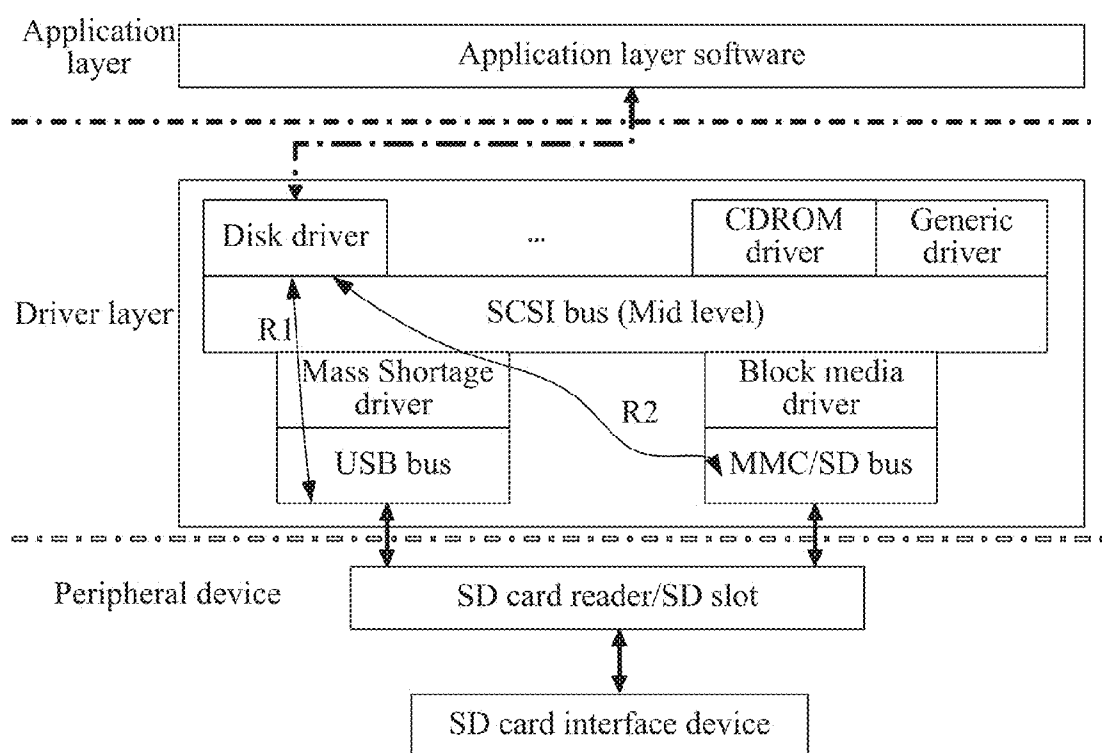 Application
layer
Application layer software
Disk driver
...
CDROM
driver
Generic
driver
Driver layer
SCSI bus (Mid level)
R1
Mass Shortage
driver
Block media
driver
R2
USB bus
MMC/SD bus
Peripheral device
SD card reader/SD slot
SD card interface device